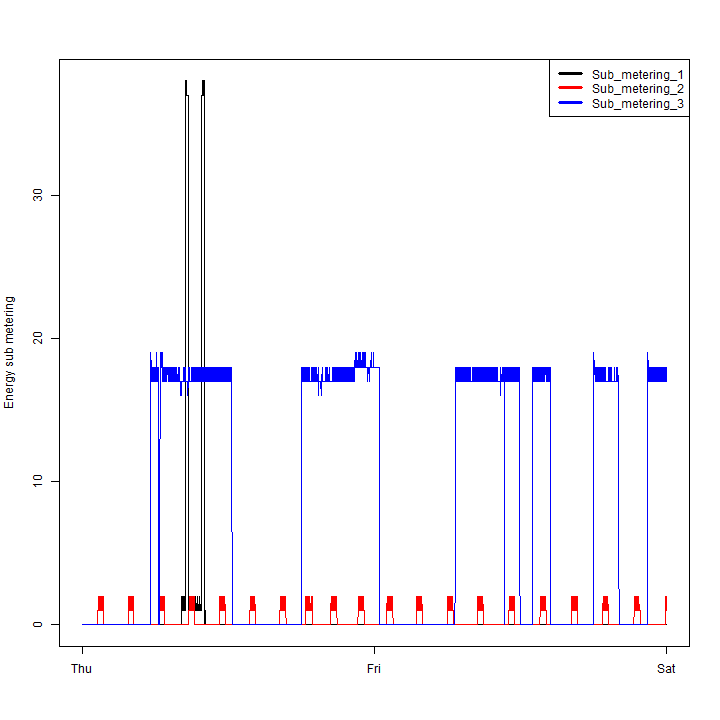 Sub_metering_1
Sub_metering_2
Sub_metering_3
Energy sub metering
30
20
10
0
Thu
Fri
Sat